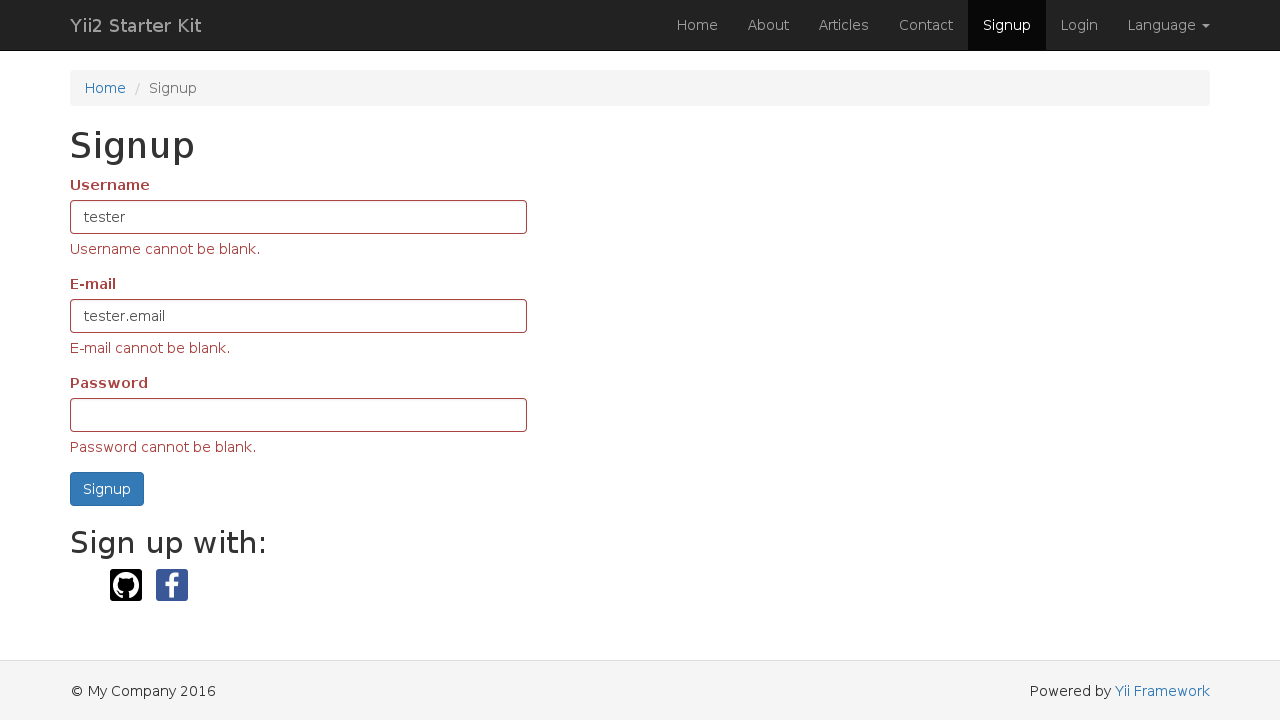 Yii2 Starter Kit Home About Articles Contact Signup Login Language
Home / Signup
Signup
Username
tester
Username cannot be blank.
E-mail
tester.email
E-mail cannot be blank.
Password
Password cannot be blank.
Signup
Sign up with:
© My Company 2016 Powered by Yii Framework